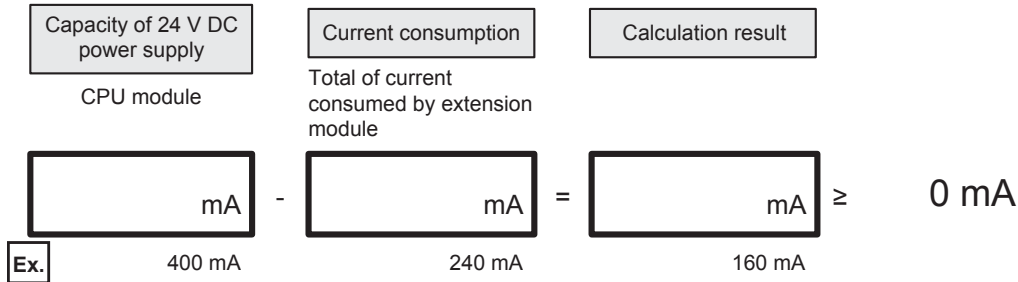 Capacity of 24 V DC
power supply
Current consumption
Calculation result
CPU module
Total of current
consumed by extension
module
mA - mA = mA ≥ 0 mA
Ex. 400 mA 240 mA 160 mA